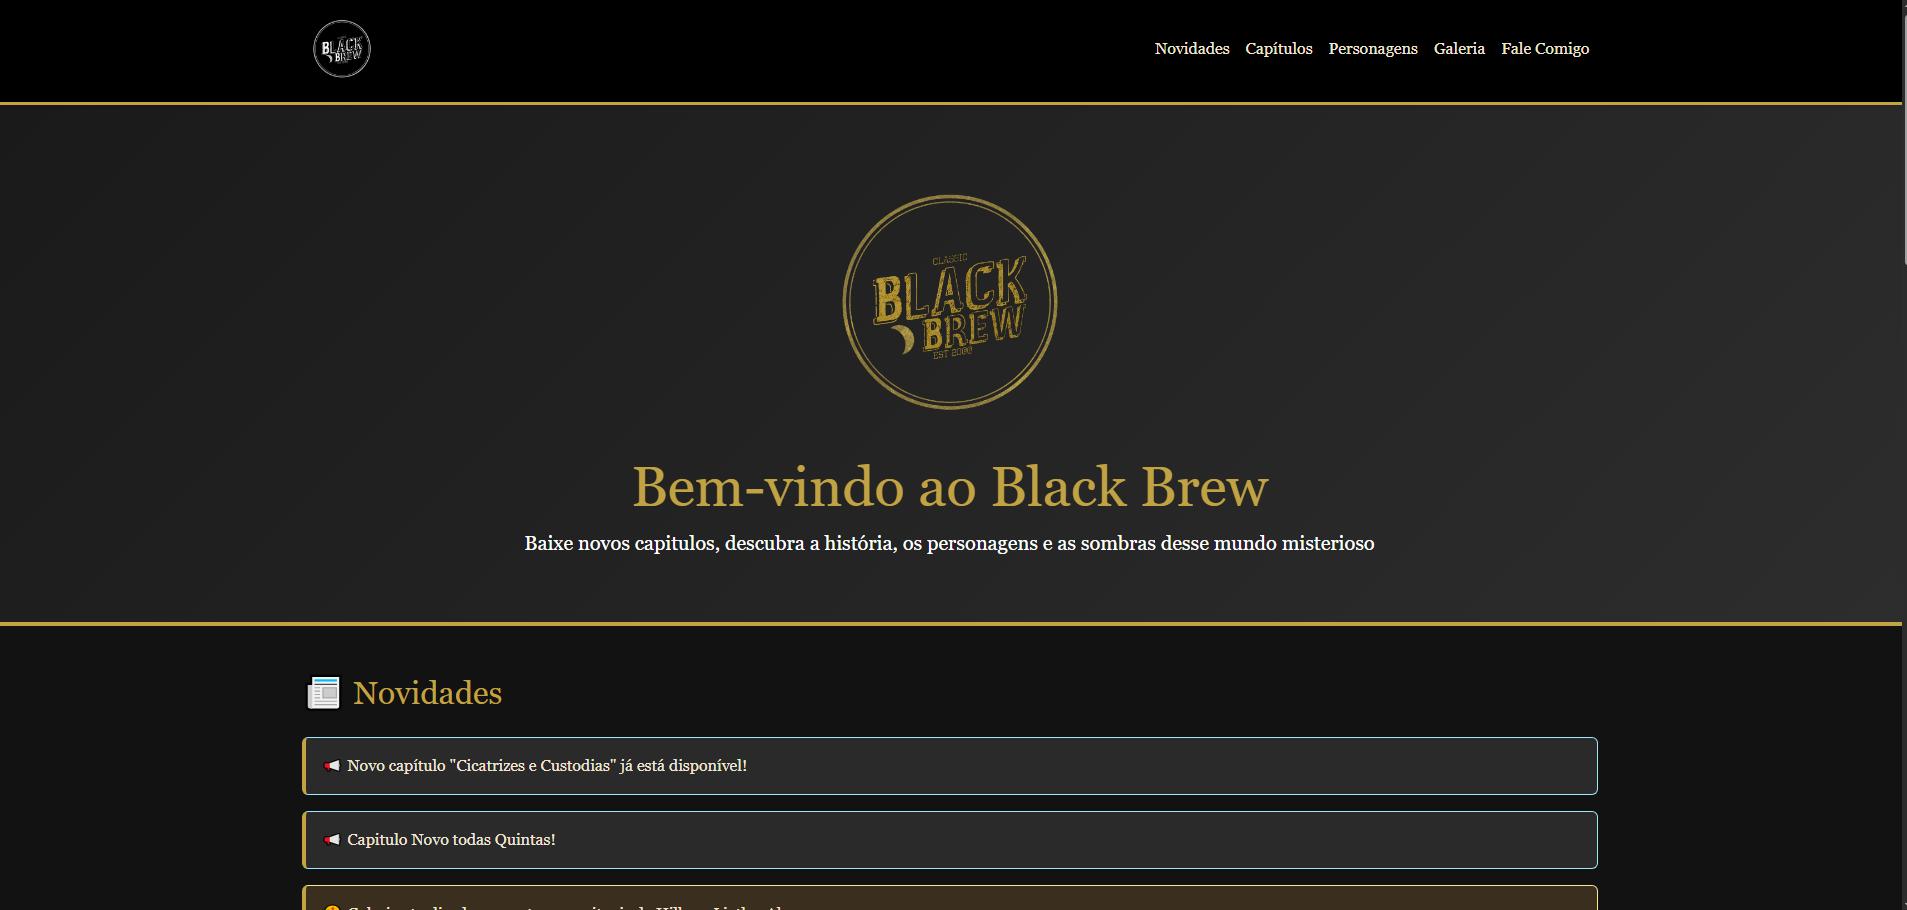 BLACK
BREW
Novidades Capítulos Personagens Galeria Fale Comigo
CLASSIC
BLACK
BREW
EST 2000
Bem-vindo ao Black Brew
Baixe novos capitulos, descubra a história, os personagens e as sombras desse mundo misterioso
Novidades
Novo capítulo "Cicatrizes e Custodias" já está disponível!
Capitulo Novo todas Quintas!